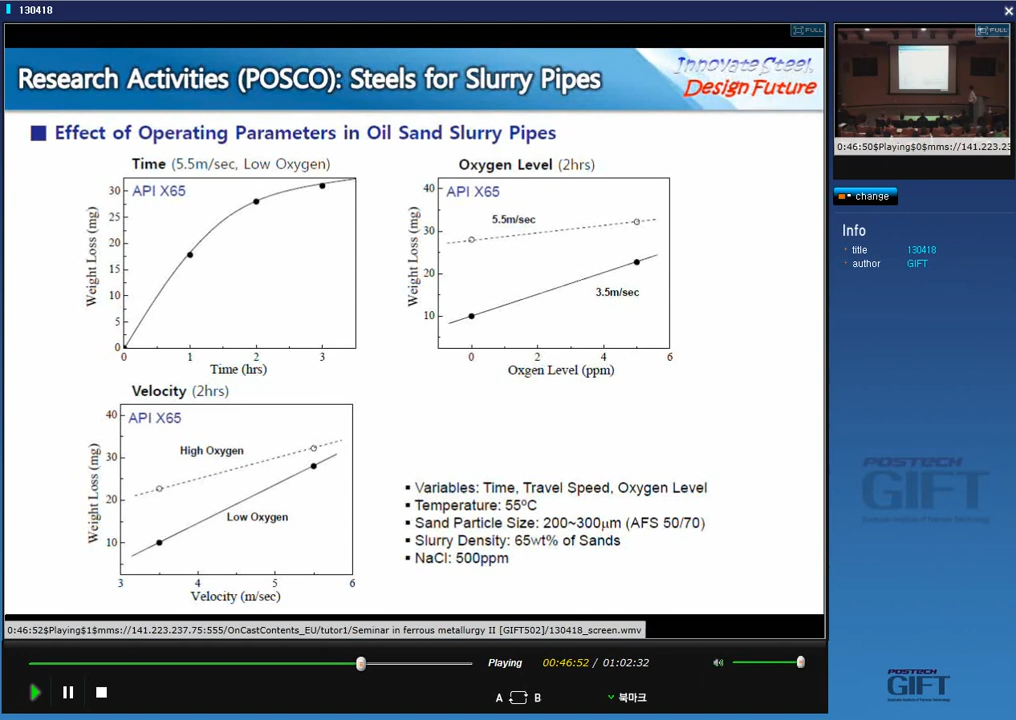 130418
FULL
FULL
Research Activities (POSCO): Steels for Slurry Pipes
Innovate Steel,
Design Future
Effect of Operating Parameters in Oil Sand Slurry Pipes
Time (5.5m/sec, Low Oxygen)
API X65
Weight Loss (mg)
30
25
20
15
10
5
0
0 1 2 3
Time (hrs)
Oxygen Level (2hrs)
API X65
5.5m/sec
3.5m/sec
Weight Loss (mg)
40
30
20
10
0 2 4 6
Oxgen Level (ppm)
Velocity (2hrs)
API X65
High Oxygen
Low Oxygen
Weight Loss (mg)
40
30
20
10
3 4 5 6
Velocity (m/sec)
▪ Variables: Time, Travel Speed, Oxygen Level
▪ Temperature: 55ºC
▪ Sand Particle Size: 200~300μm (AFS 50/70)
▪ Slurry Density: 65wt% of Sands
▪ NaCl: 500ppm
0:46:52$Playing$1$mms://141.223.237.75:555/OnCastContents_EU/tutor1/Seminar in ferrous metallurgy II [GIFT502]/130418_screen.wmv
Playing
00:46:52 / 01:02:32
A B
북마크
0:46:50$Playing$0$mms://141.223.23
change
Info
title 130418
author GIFT
POSTECH
GIFT
POSTECH
GIFT